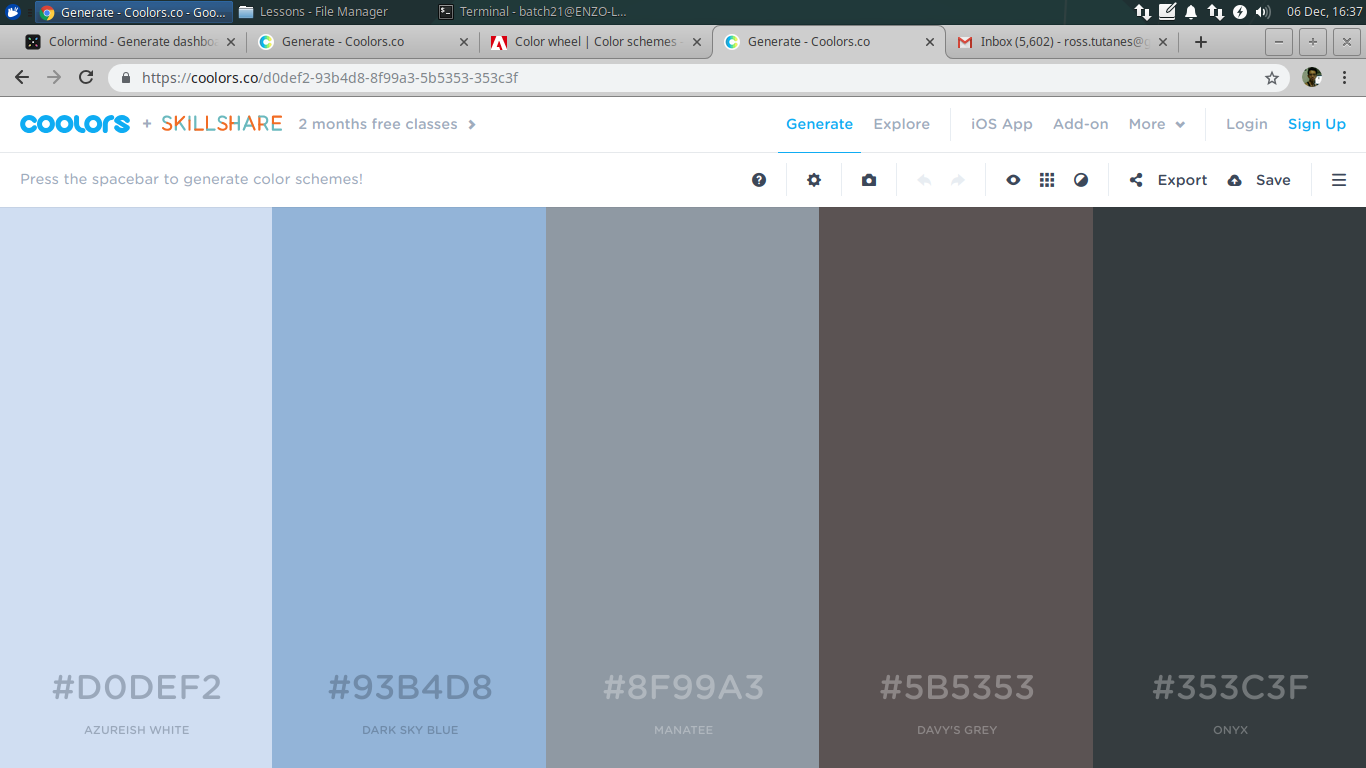 Generate - Coolors.co - Goo...
Lessons - File Manager
Terminal - batch21@ENZO-L...
06 Dec, 16:37
Colormind - Generate dashbo
Generate - Coolors.co
Color wheel | Color schemes -
Generate - Coolors.co
Inbox (5,602) - ross.tutanes@g
https://coolors.co/d0def2-93b4d8-8f99a3-5b5353-353c3f
coolors + SKILLSHARE 2 months free classes
Generate
Explore
iOS App
Add-on
More
Login
Sign Up
Press the spacebar to generate color schemes!
Export
Save
#D0DEF2
#93B4D8
#8F99A3
#5B5353
#353C3F
AZUREISH WHITE
DARK SKY BLUE
MANATEE
DAVY'S GREY
ONYX